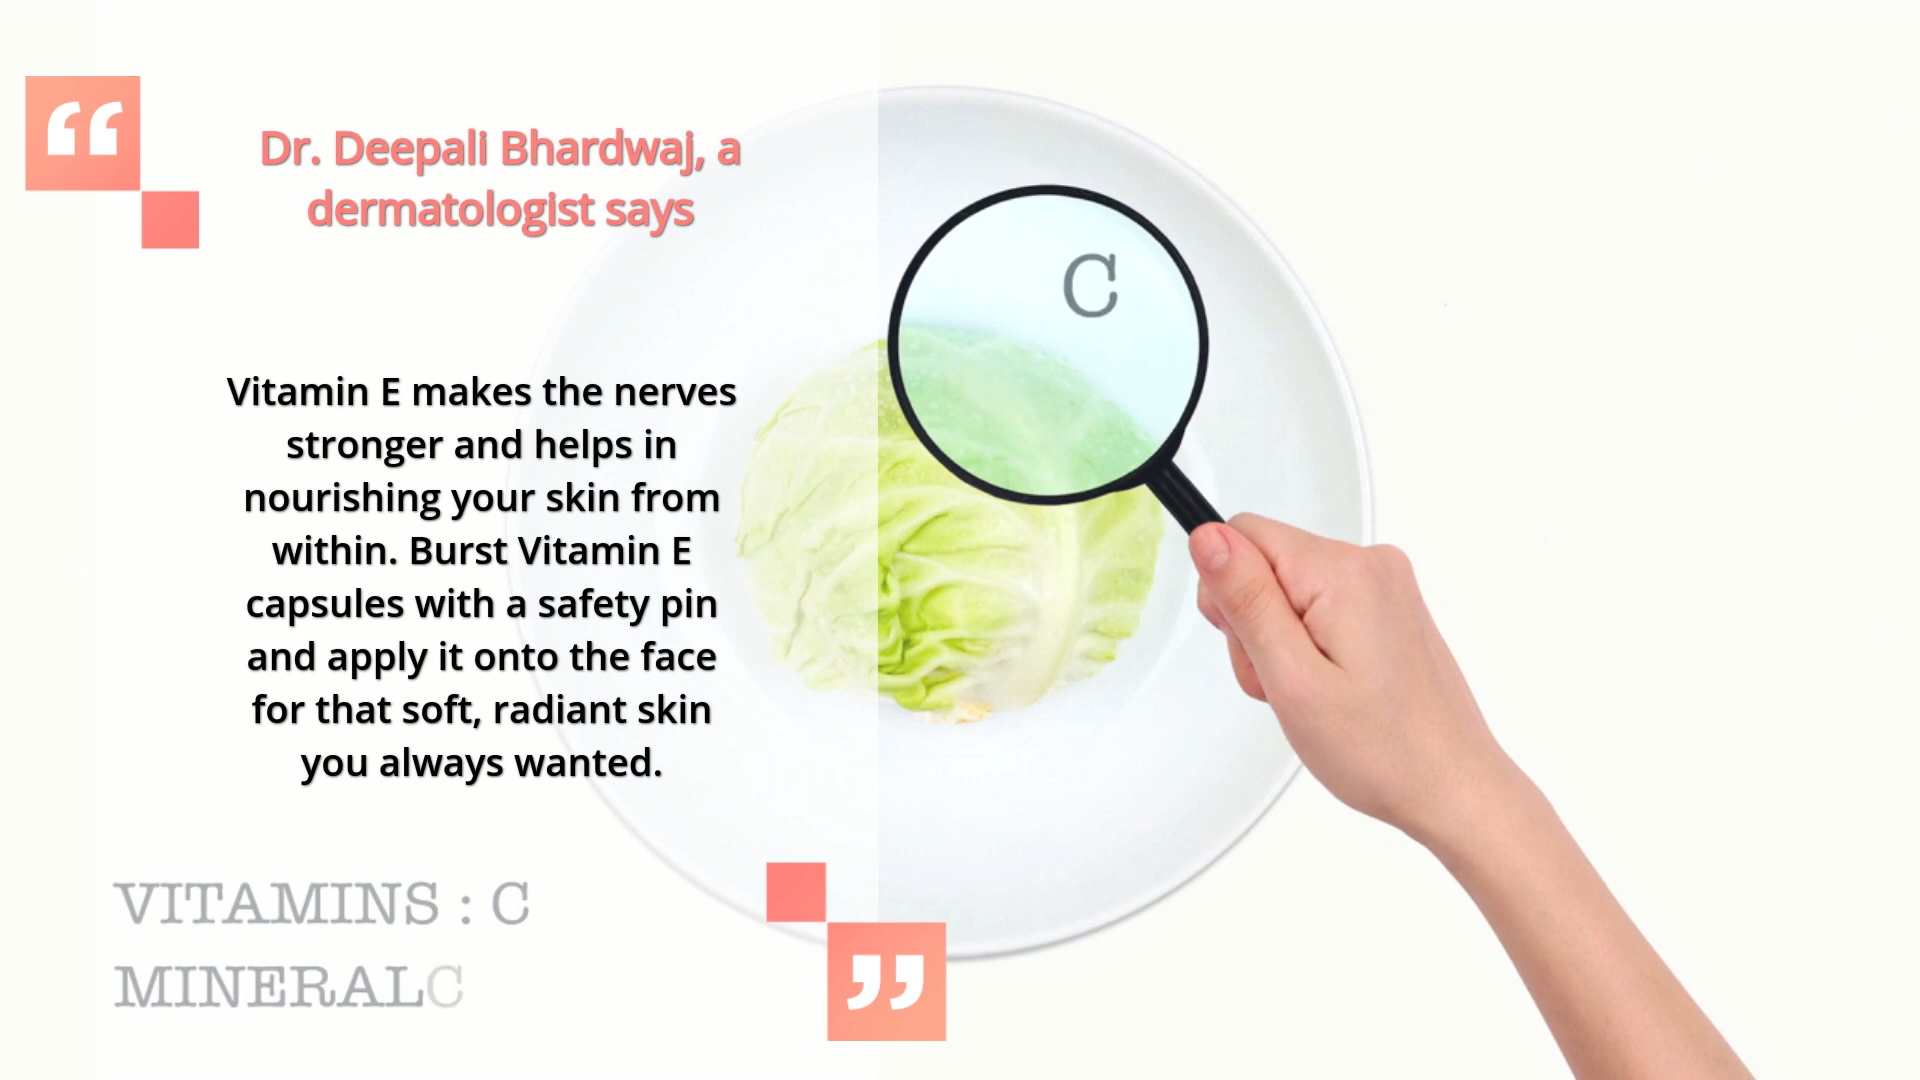 “
Dr. Deepali Bhardwaj, a
dermatologist says
C
Vitamin E makes the nerves
stronger and helps in
nourishing your skin from
within. Burst Vitamin E
capsules with a safety pin
and apply it onto the face
for that soft, radiant skin
you always wanted.
VITAMINS : C
MINERALC
”